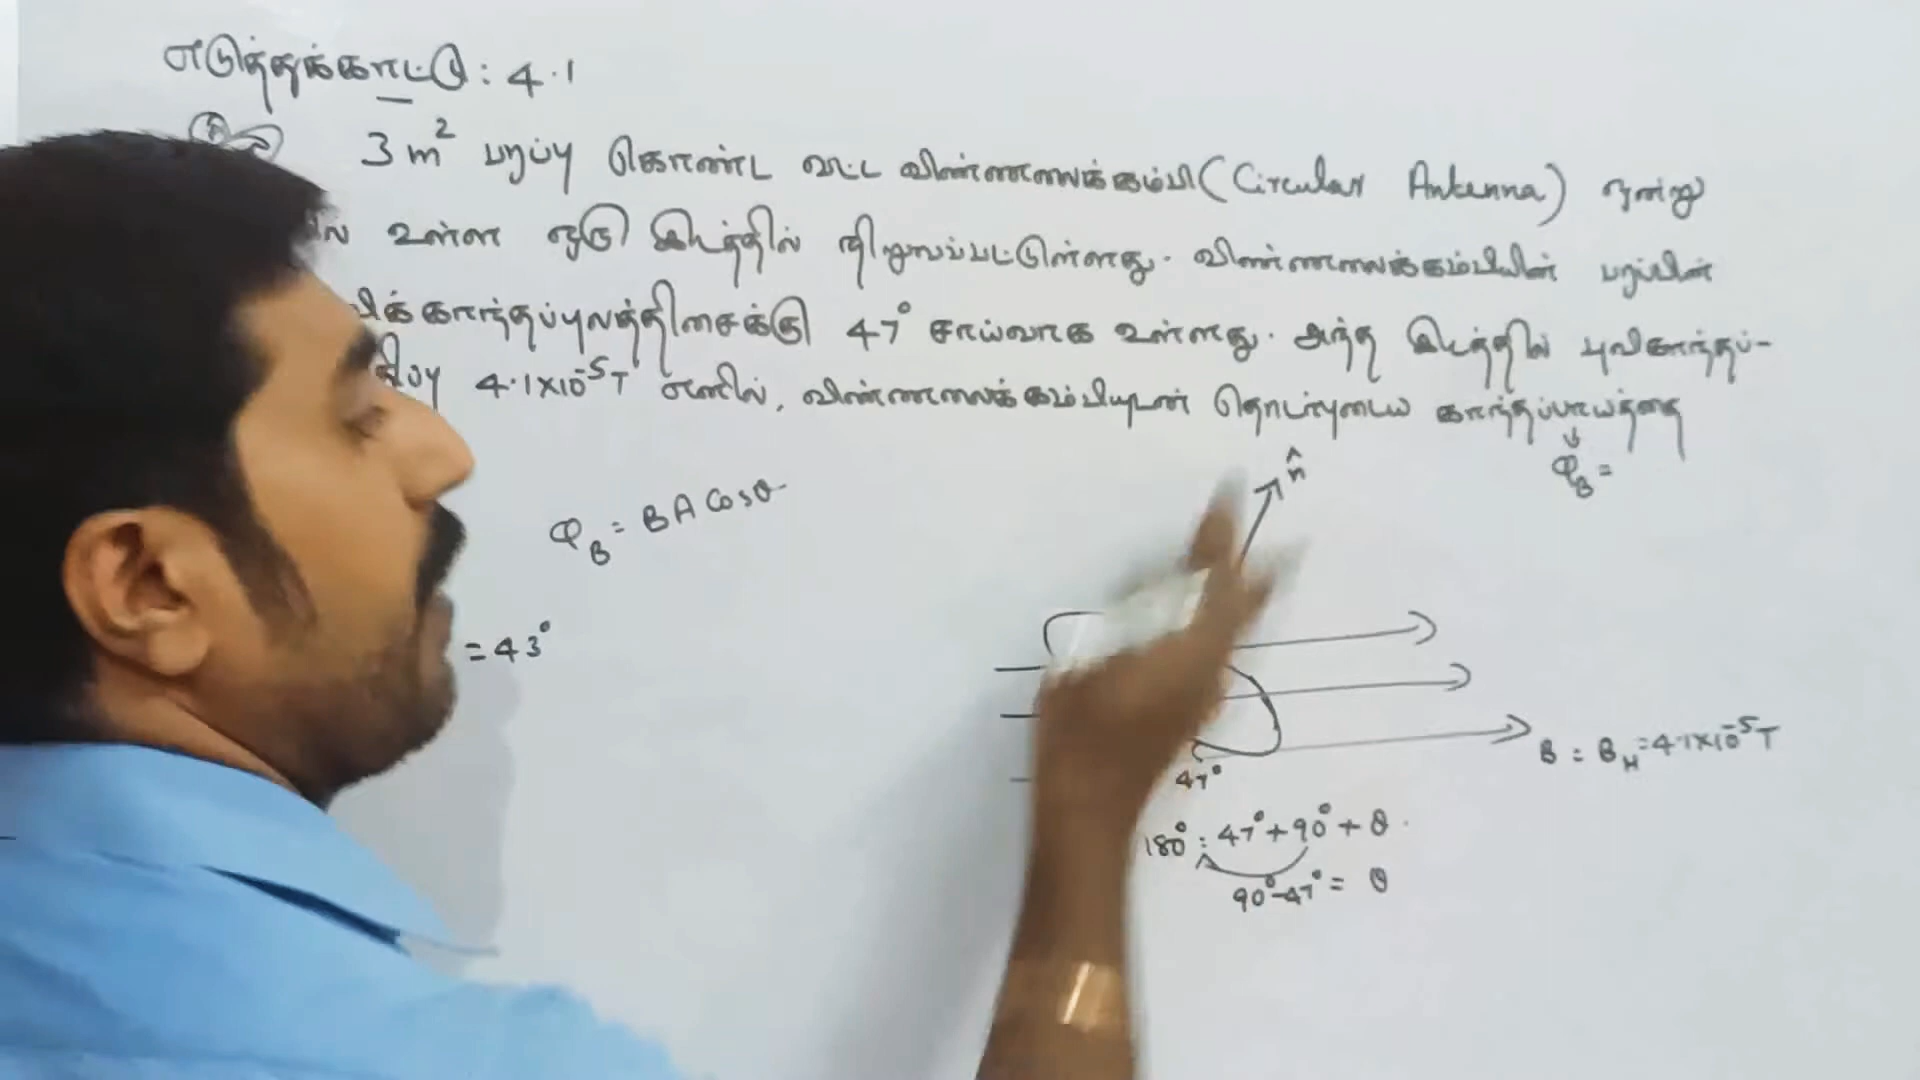 எடுத்துக்காட்டு : 4.1
3 m² பரப்பு கொண்ட வட்ட விண்ணலைக்கம்பி (Circular Antenna) ஒன்று
உள்ள ஒரு இடத்தில் நிறுவப்பட்டுள்ளது. விண்ணலைக்கம்பியின் பரப்பின்
காந்தப்புலத்திசைக்கு 47° சாய்வாக உள்ளது. அந்த இடத்தில் புவிகாந்தப்-
4.1×10⁻⁵T எனில், விண்ணலைக்கம்பியுடன் தொடர்புடைய காந்தப்பாயத்தை
Φ_B =
n̂
Φ_B = BA Cosθ
= 43°
B = B_H = 4.1×10⁻⁵T
47°
180° = 47° + 90° + θ.
90° - 47° = θ